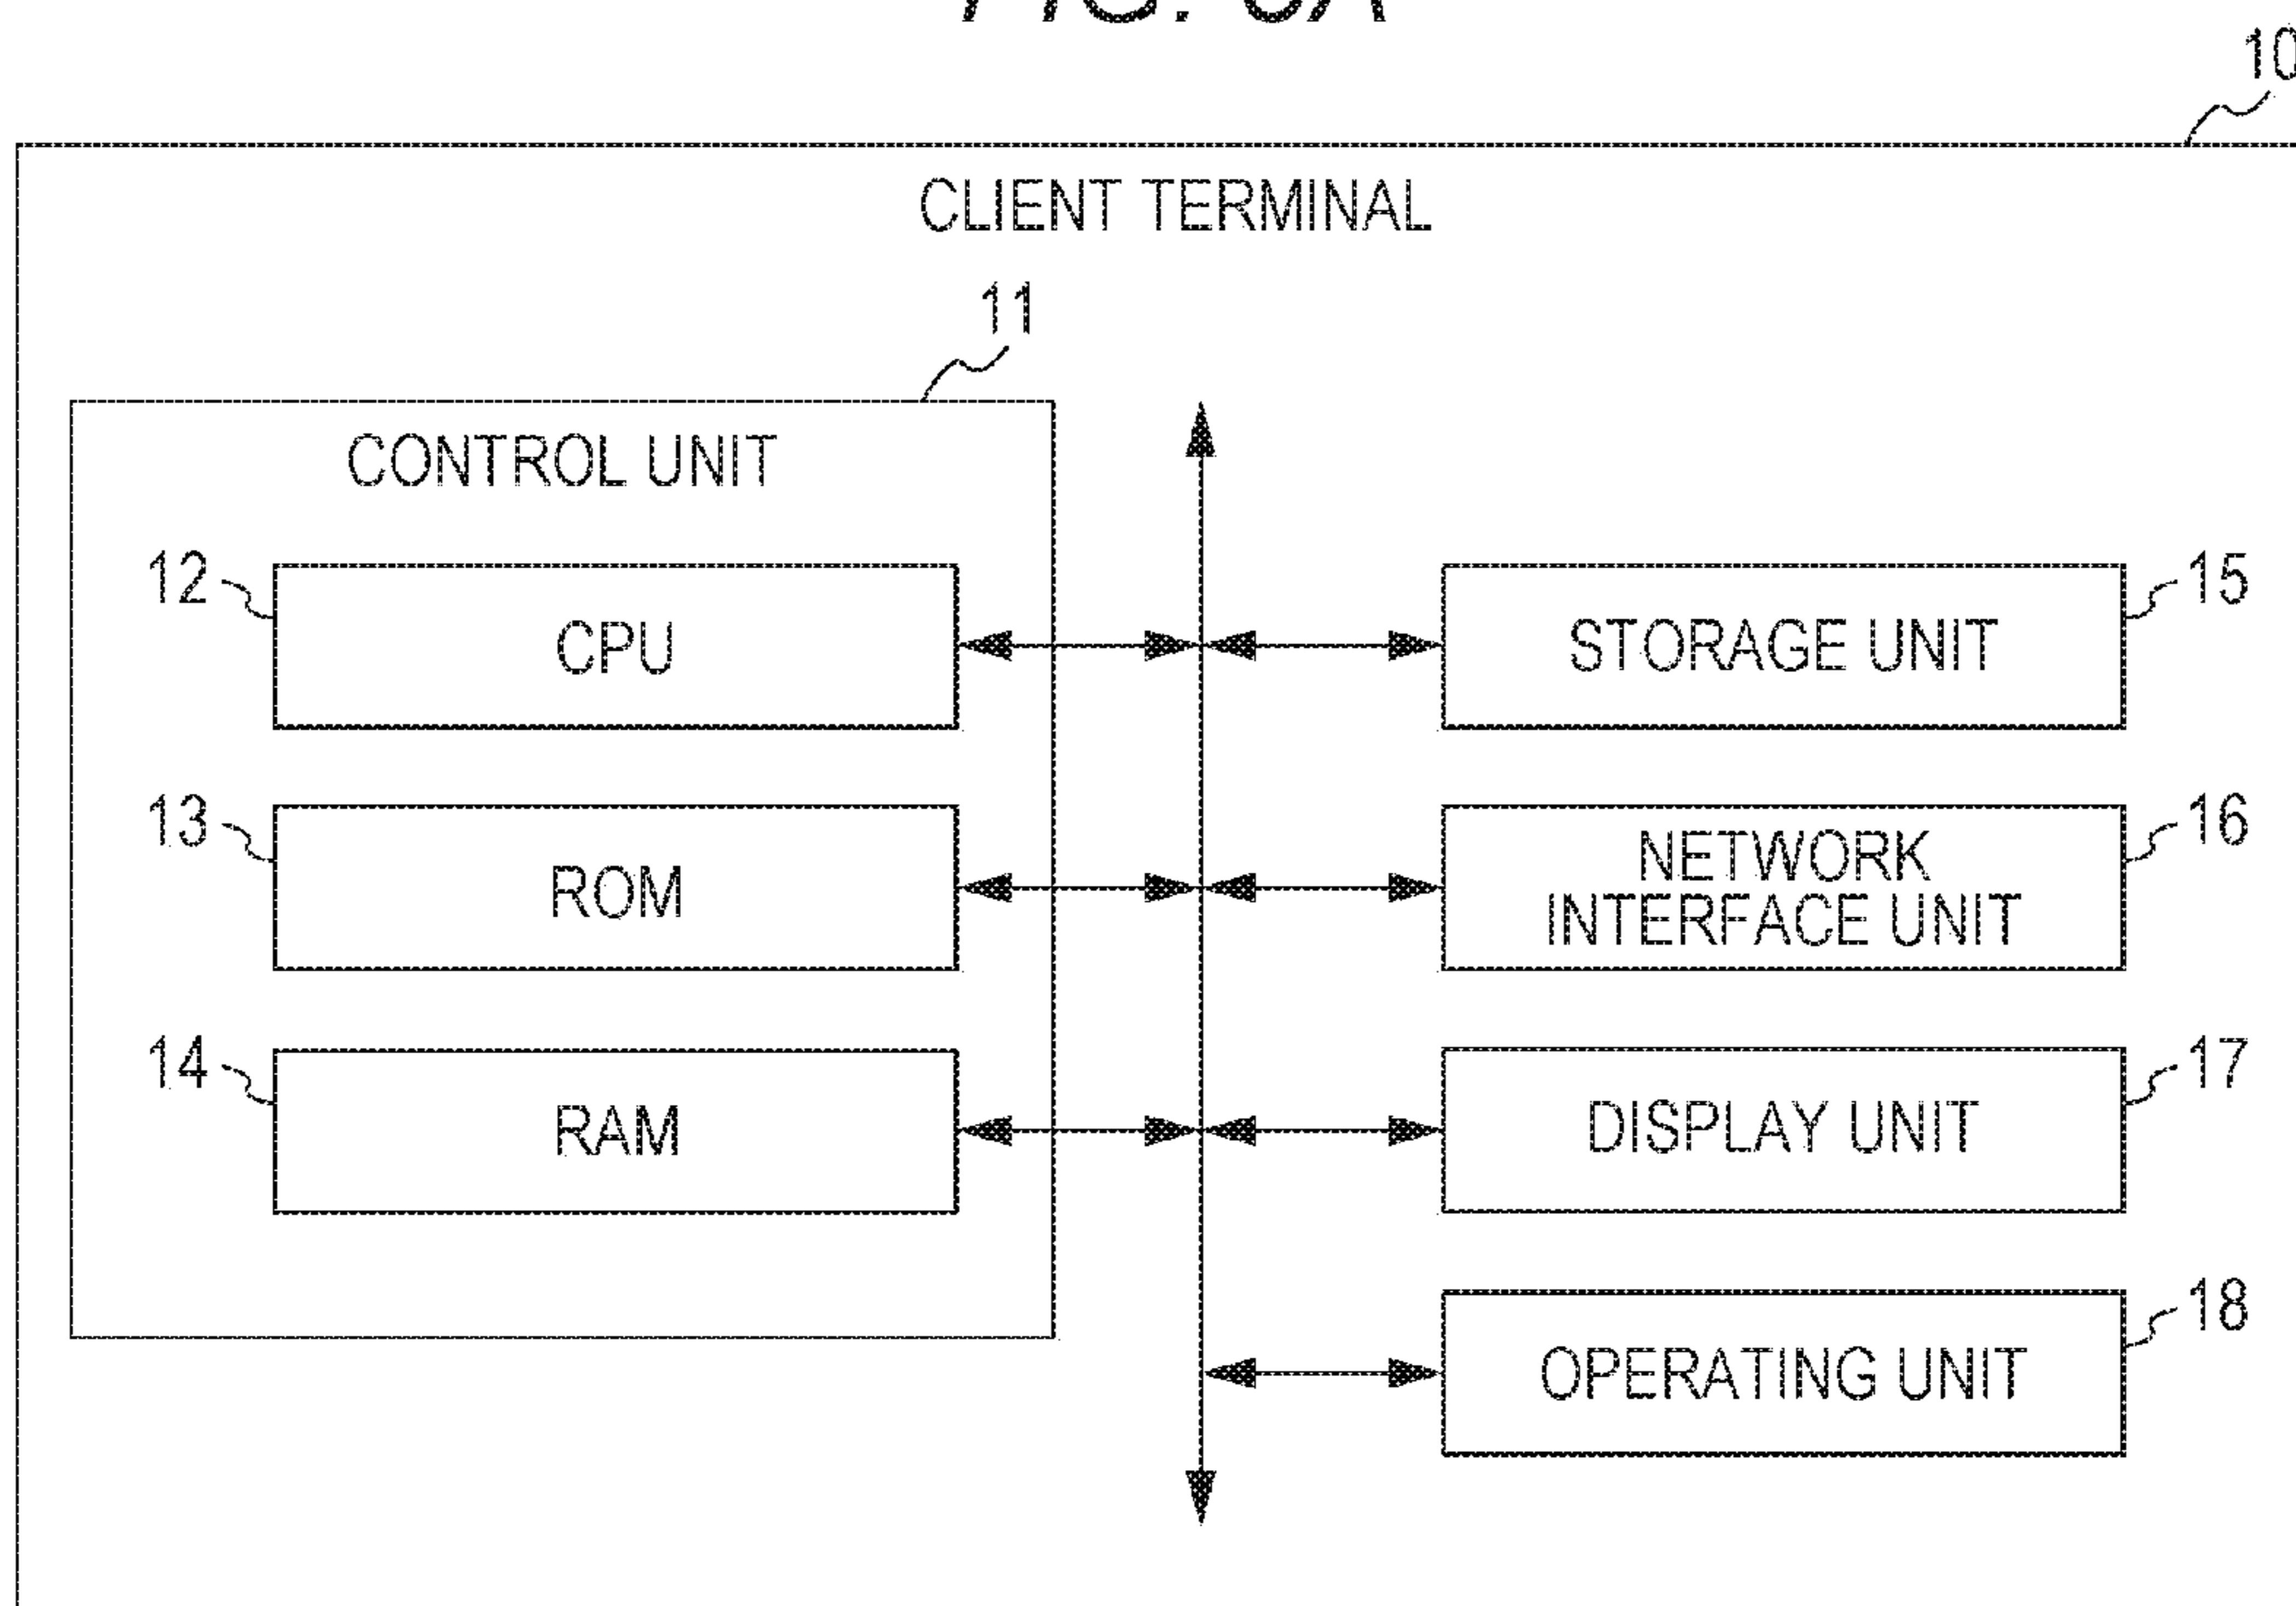 10
CLIENT TERMINAL
11
CONTROL UNIT
12
CPU
15
STORAGE UNIT
13
ROM
16
NETWORK
INTERFACE UNIT
14
RAM
17
DISPLAY UNIT
18
OPERATING UNIT